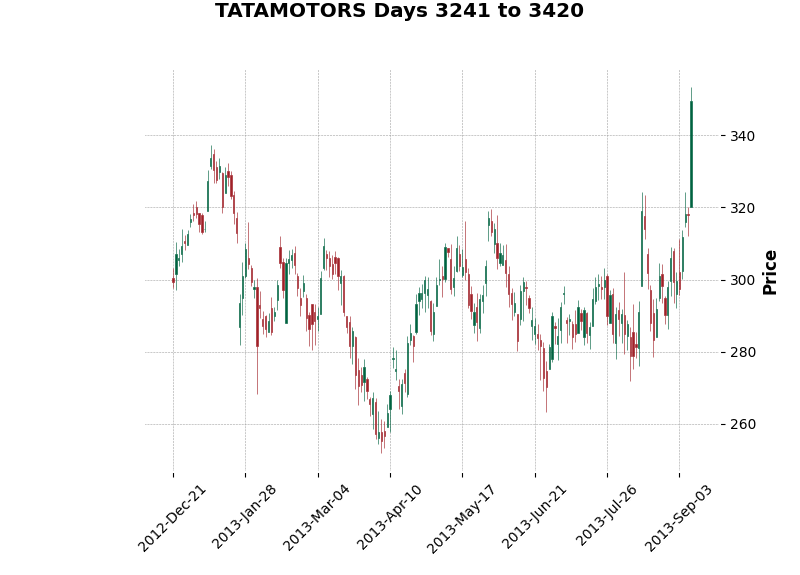 TATAMOTORS Days 3241 to 3420
340
320
300
280
260
Price
2012-Dec-21
2013-Jan-28
2013-Mar-04
2013-Apr-10
2013-May-17
2013-Jun-21
2013-Jul-26
2013-Sep-03